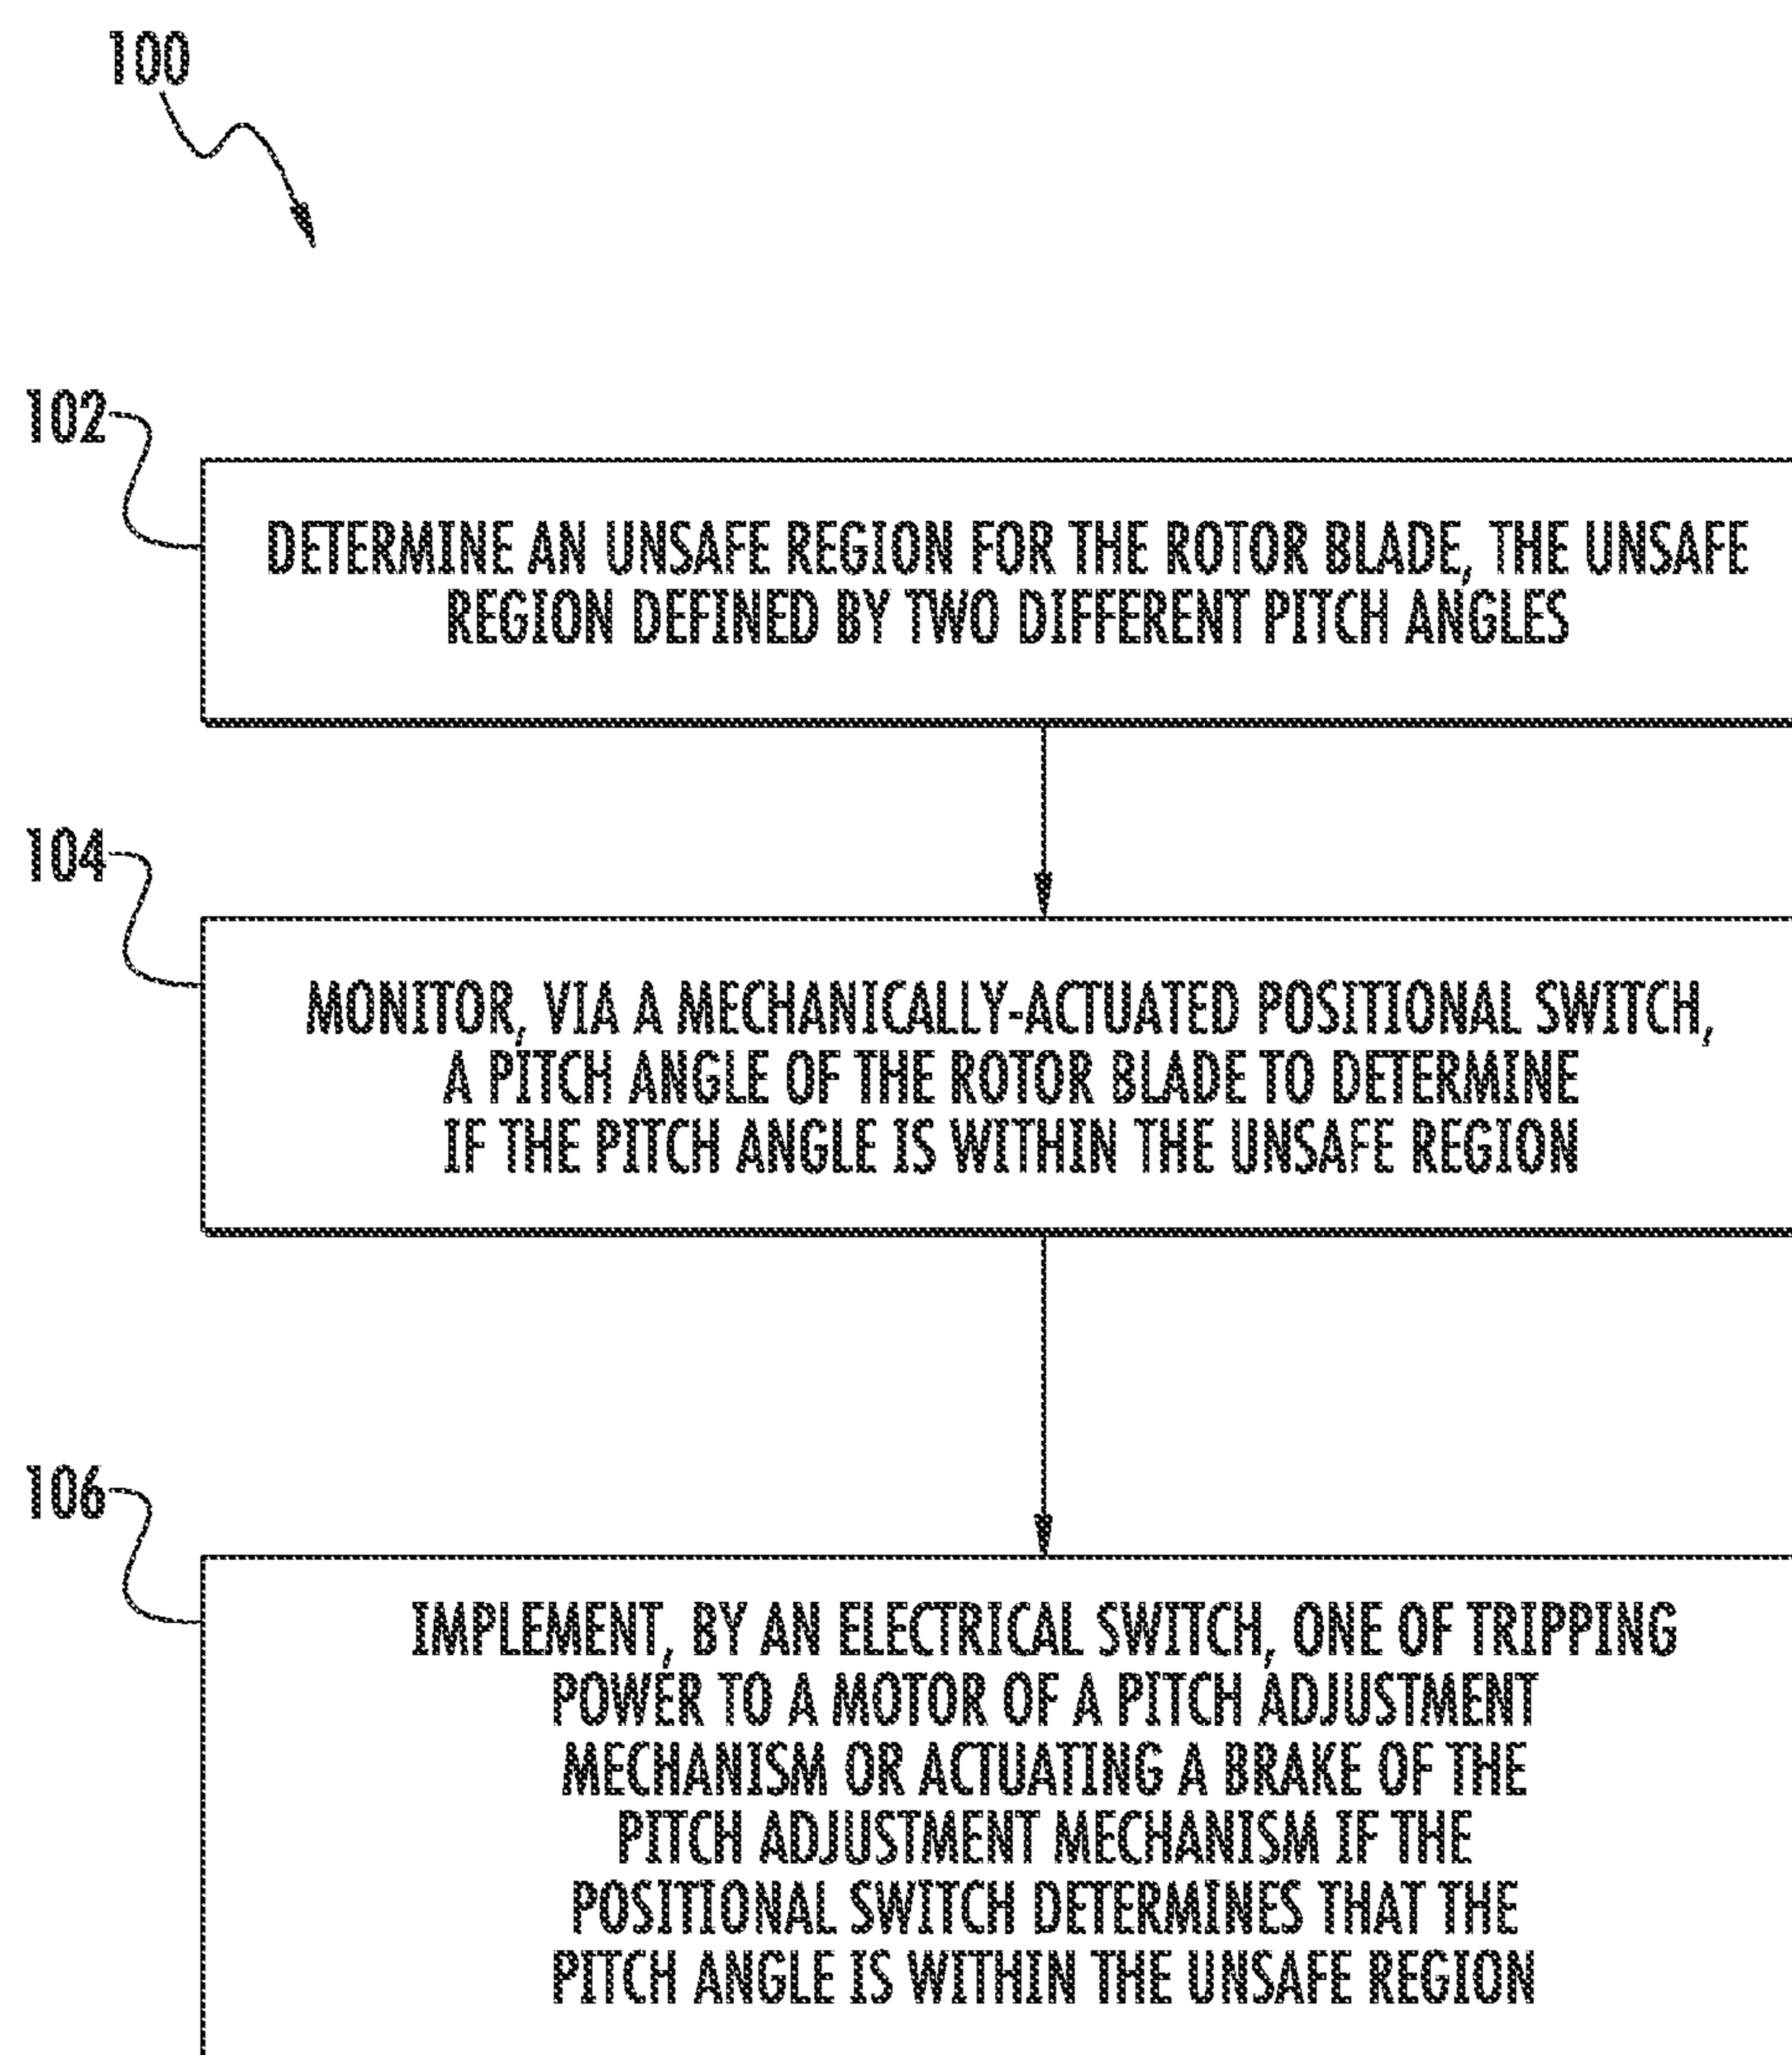 100
102
DETERMINE AN UNSAFE REGION FOR THE ROTOR BLADE, THE UNSAFE
REGION DEFINED BY TWO DIFFERENT PITCH ANGLES
104
MONITOR, VIA A MECHANICALLY-ACTUATED POSITIONAL SWITCH,
A PITCH ANGLE OF THE ROTOR BLADE TO DETERMINE
IF THE PITCH ANGLE IS WITHIN THE UNSAFE REGION
106
IMPLEMENT, BY AN ELECTRICAL SWITCH, ONE OF TRIPPING
POWER TO A MOTOR OF A PITCH ADJUSTMENT
MECHANISM OR ACTUATING A BRAKE OF THE
PITCH ADJUSTMENT MECHANISM IF THE
POSITIONAL SWITCH DETERMINES THAT THE
PITCH ANGLE IS WITHIN THE UNSAFE REGION